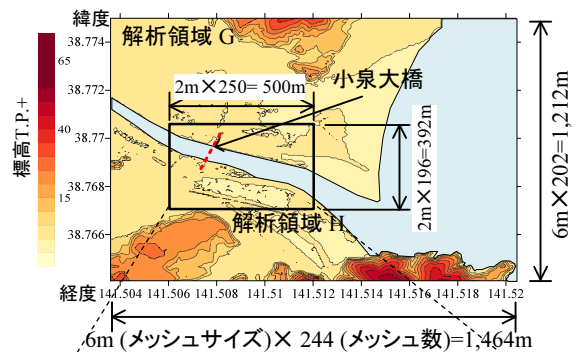 緯度
38.774
38.772
38.77
38.768
38.766
標高T.P.+
65
40
15
解析領域 G
2m×250= 500m
小泉大橋
2m×196=392m
6m×202=1,212m
解析領域 H
経度
141.504 141.506 141.508 141.51 141.512 141.514 141.516 141.518 141.52
6m (メッシュサイズ)× 244 (メッシュ数)=1,464m